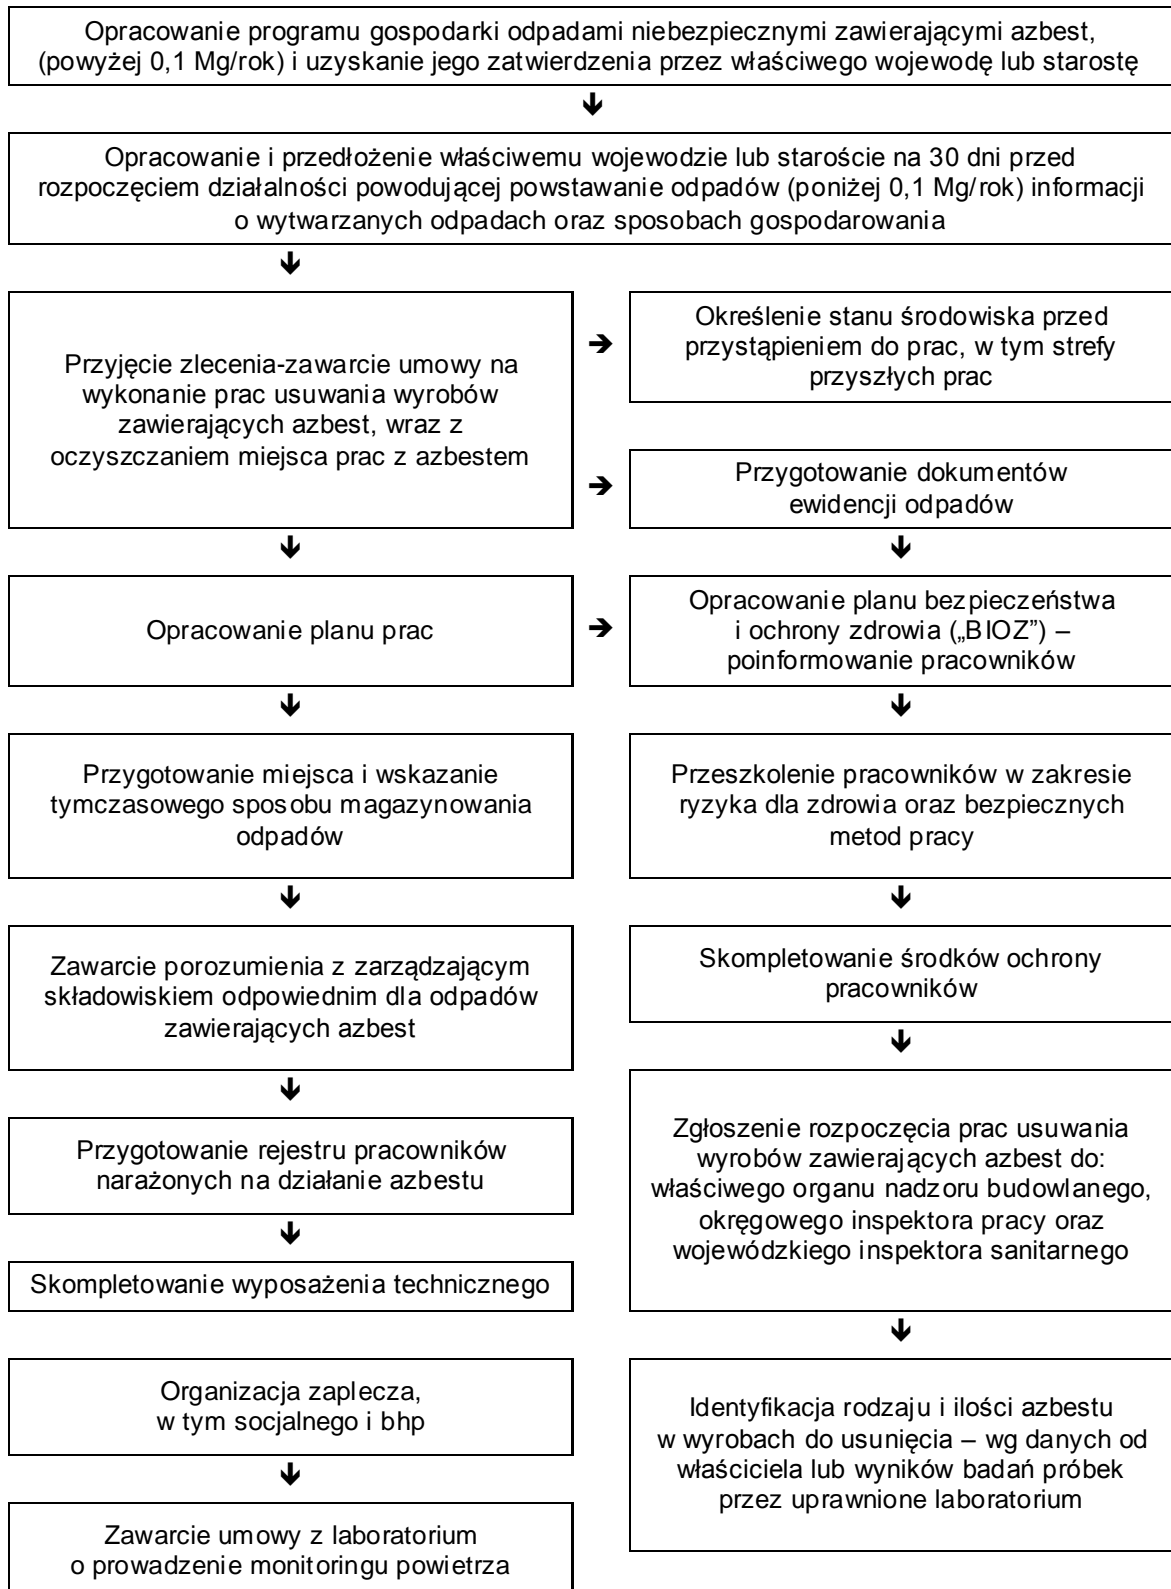 Opracowanie programu gospodarki odpadami niebezpiecznymi zawierającymi azbest,
(powyżej 0,1 Mg/rok) i uzyskanie jego zatwierdzenia przez właściwego wojewodę lub starostę
Opracowanie i przedłożenie właściwemu wojewodzie lub staroście na 30 dni przed
rozpoczęciem działalności powodującej powstawanie odpadów (poniżej 0,1 Mg/rok) informacji
o wytwarzanych odpadach oraz sposobach gospodarowania
Przyjęcie zlecenia-zawarcie umowy na
wykonanie prac usuwania wyrobów
zawierających azbest, wraz z
oczyszczaniem miejsca prac z azbestem
Określenie stanu środowiska przed
przystąpieniem do prac, w tym strefy
przyszłych prac
Przygotowanie dokumentów
ewidencji odpadów
Opracowanie planu prac
Opracowanie planu bezpieczeństwa
i ochrony zdrowia („BIOZ”) –
poinformowanie pracowników
Przygotowanie miejsca i wskazanie
tymczasowego sposobu magazynowania
odpadów
Przeszkolenie pracowników w zakresie
ryzyka dla zdrowia oraz bezpiecznych
metod pracy
Zawarcie porozumienia z zarządzającym
składowiskiem odpowiednim dla odpadów
zawierających azbest
Skompletowanie środków ochrony
pracowników
Przygotowanie rejestru pracowników
narażonych na działanie azbestu
Zgłoszenie rozpoczęcia prac usuwania
wyrobów zawierających azbest do:
właściwego organu nadzoru budowlanego,
okręgowego inspektora pracy oraz
wojewódzkiego inspektora sanitarnego
Skompletowanie wyposażenia technicznego
Organizacja zaplecza,
w tym socjalnego i bhp
Identyfikacja rodzaju i ilości azbestu
w wyrobach do usunięcia – wg danych od
właściciela lub wyników badań próbek
przez uprawnione laboratorium
Zawarcie umowy z laboratorium
o prowadzenie monitoringu powietrza